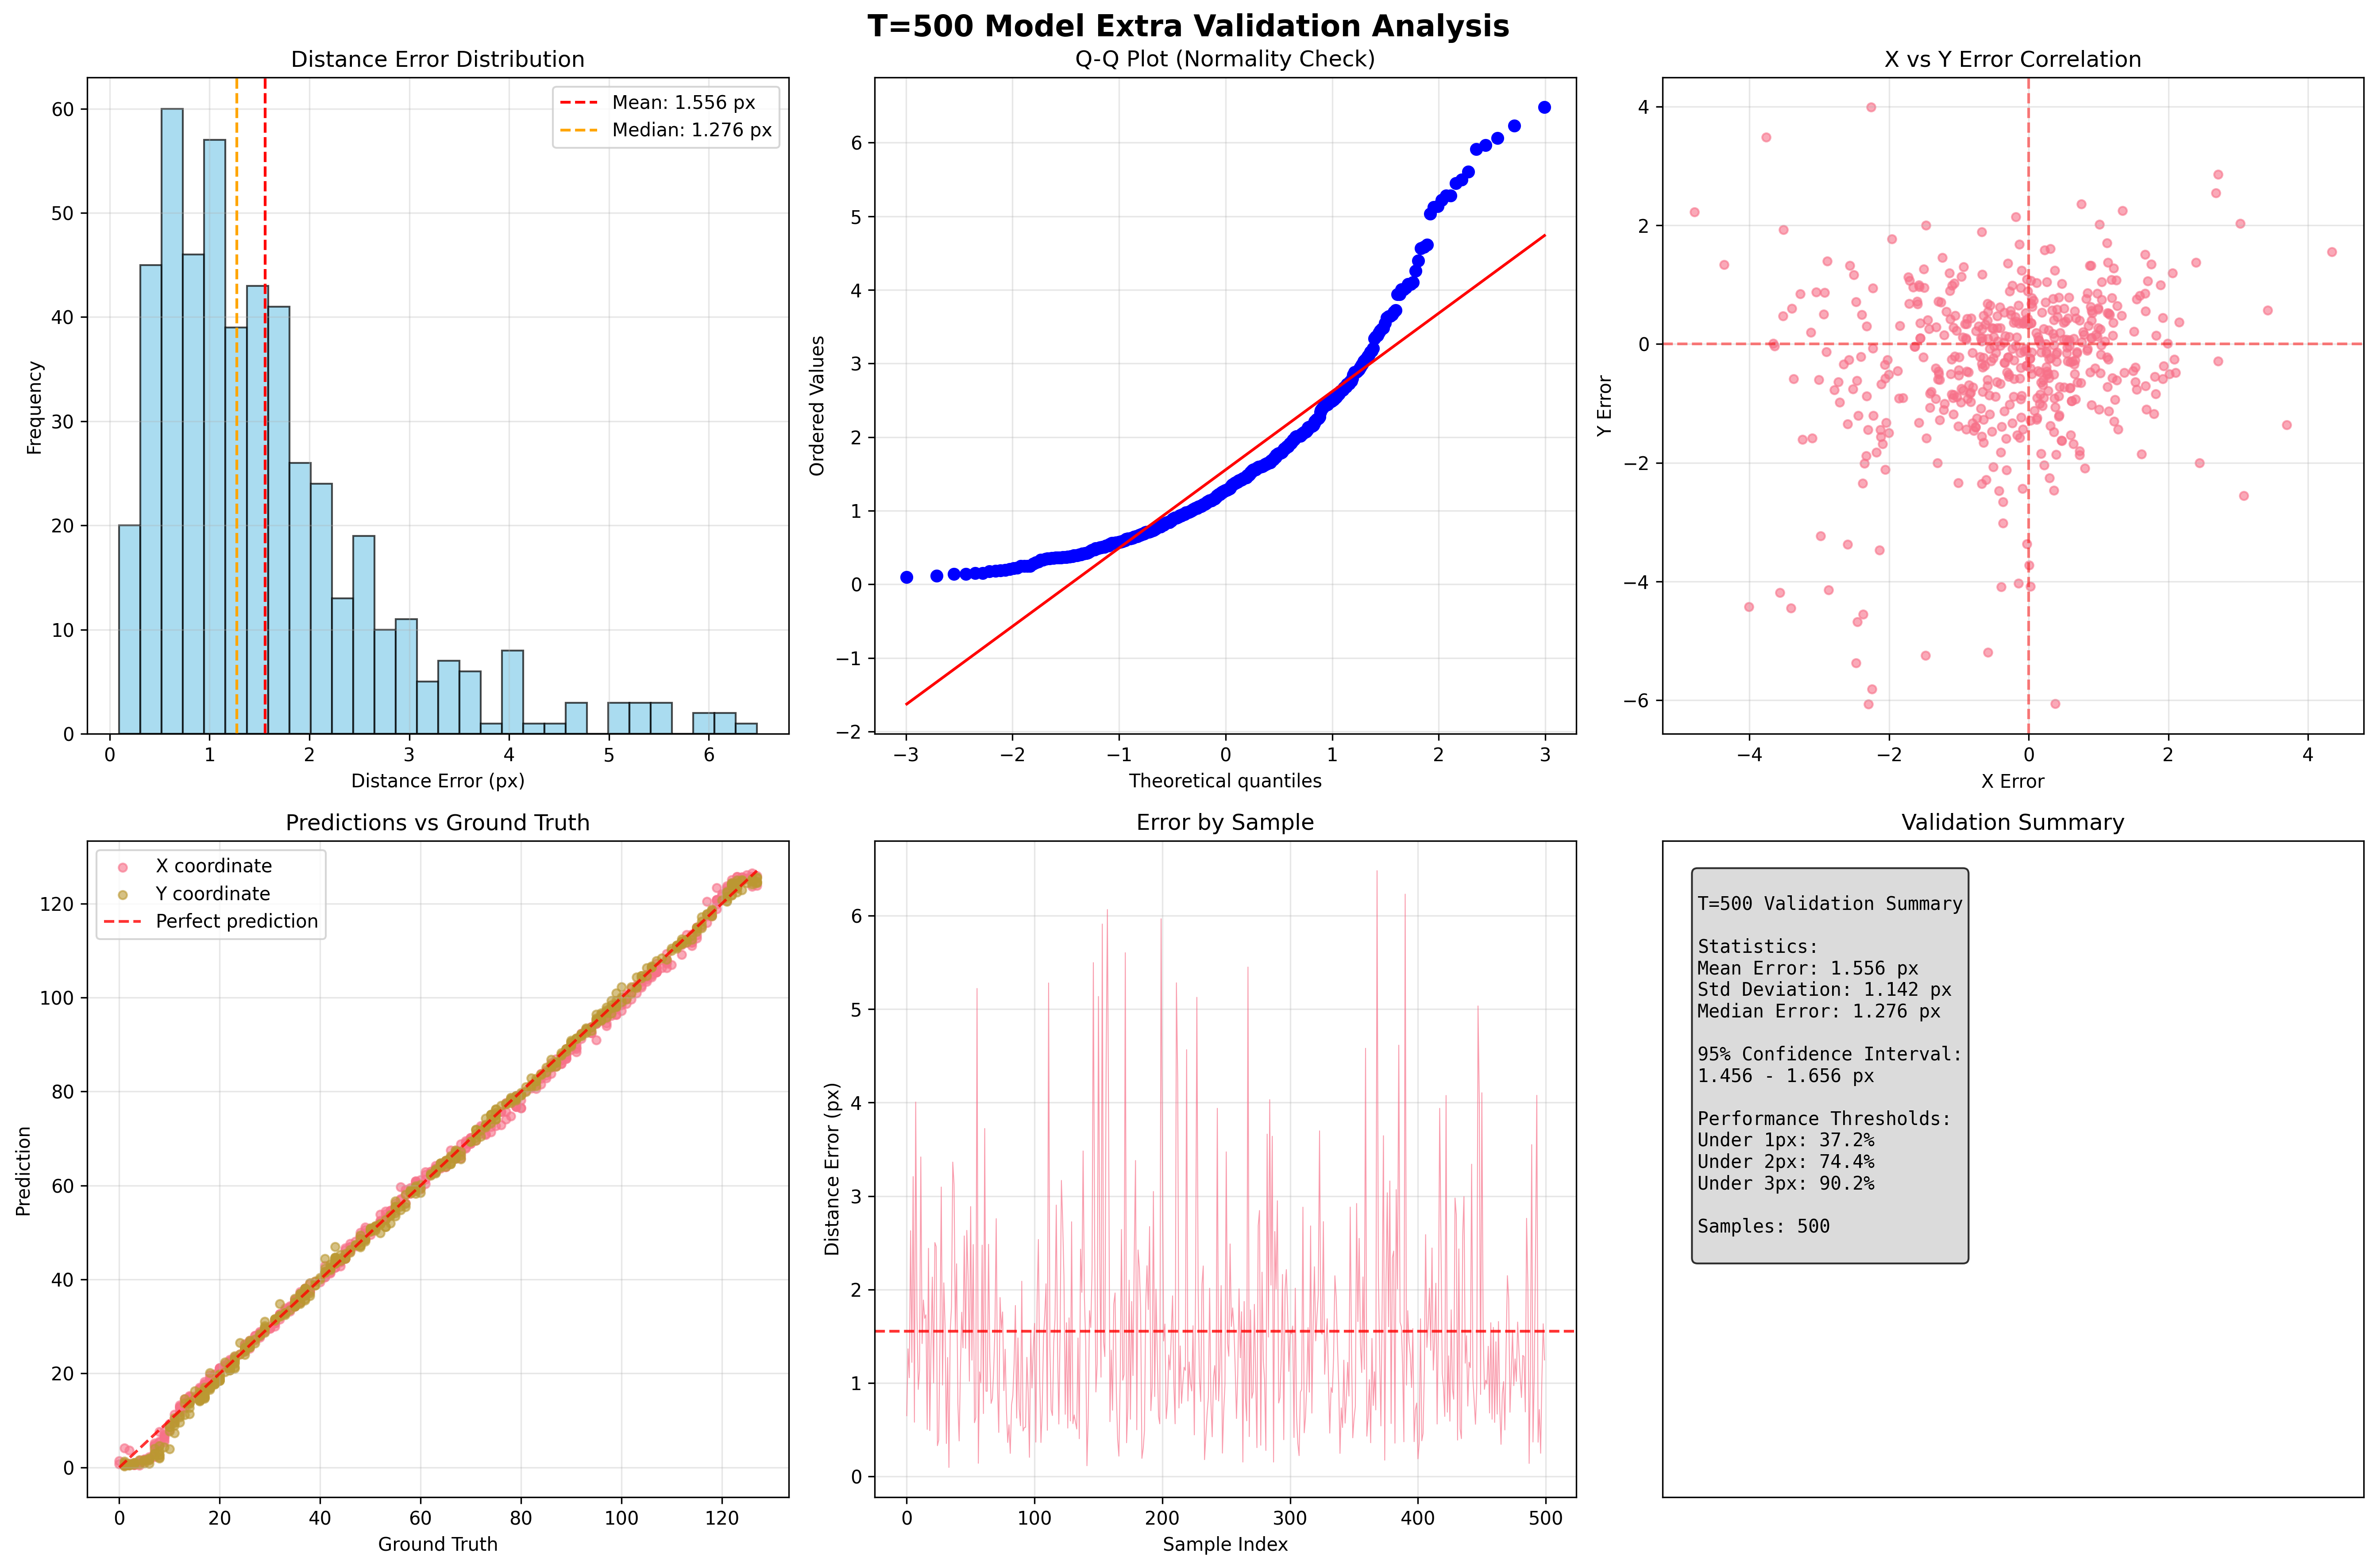 T=500 Model Extra Validation Analysis
Distance Error Distribution
60
50
40
30
20
10
0
Frequency
0 1 2 3 4 5 6
Distance Error (px)
Mean: 1.556 px
Median: 1.276 px
Q-Q Plot (Normality Check)
6
5
4
3
2
1
0
−1
−2
Ordered Values
−3 −2 −1 0 1 2 3
Theoretical quantiles
X vs Y Error Correlation
4
2
0
−2
−4
−6
Y Error
−4 −2 0 2 4
X Error
Predictions vs Ground Truth
X coordinate
Y coordinate
Perfect prediction
120
100
80
60
40
20
0
Prediction
0 20 40 60 80 100 120
Ground Truth
Error by Sample
6
5
4
3
2
1
0
Distance Error (px)
0 100 200 300 400 500
Sample Index
Validation Summary
T=500 Validation Summary
Statistics:
Mean Error: 1.556 px
Std Deviation: 1.142 px
Median Error: 1.276 px
95% Confidence Interval:
1.456 - 1.656 px
Performance Thresholds:
Under 1px: 37.2%
Under 2px: 74.4%
Under 3px: 90.2%
Samples: 500